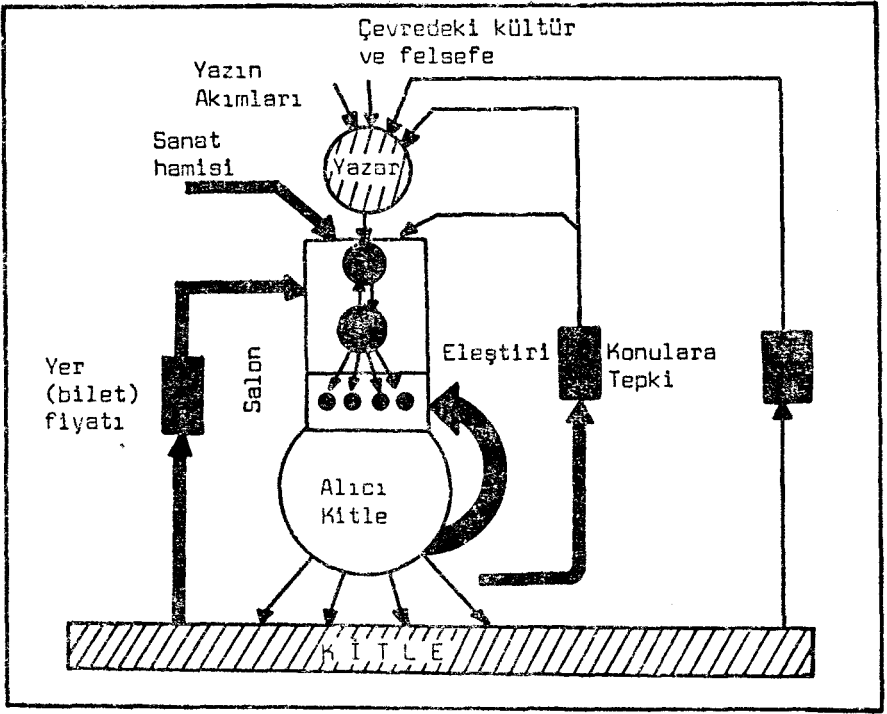 Çevredeki kültür
ve felsefe
Yazın
Akımları
Sanat
hamisi
Yazar
Yer
(bilet)
fiyatı
Salon
Eleştiri
Konulara
Tepki
Alıcı
Kitle
KİTLE